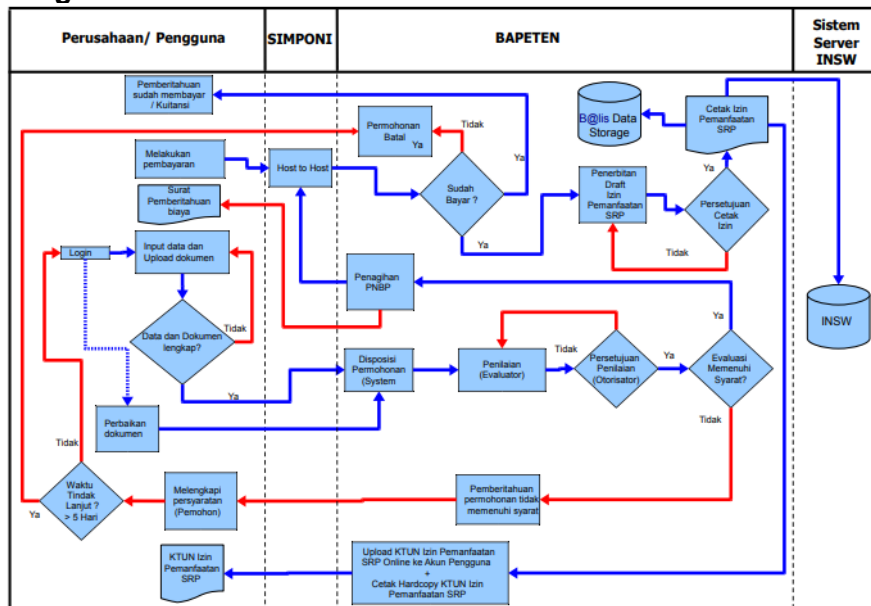 Perusahaan/ Pengguna
SIMPONI
BAPETEN
Sistem
Server
INSW
Pemberitahuan
sudah membayar
/ Kuitansi
Permohonan
Batal
Ya
Tidak
Ya
B@lis Data
Storage
Cetak Izin
Pemanfaatan
SRP
Melakukan
pembayaran
Host to Host
Sudah
Bayar ?
Ya
Penerbitan
Draft
Izin
Pemanfaatan
SRP
Ya
Persetujuan
Cetak
Izin
Tidak
Surat
Pemberitahuan
biaya
Login
Input data dan
Upload dokumen
Penagihan
PNBP
INSW
Data dan Dokumen
lengkap?
Tidak
Ya
Disposisi
Permohonan
(System
Penilaian
(Evaluator)
Tidak
Persetujuan
Penilaian
(Otorisator)
Ya
Evaluasi
Memenuhi
Syarat?
Ya
Tidak
Perbaikan
dokumen
Tidak
Waktu
Tindak
Lanjut ?
> 5 Hari
Ya
Melengkapi
persyaratan
(Pemohon)
Pemberitahuan
permohonan tidak
memenuhi syarat
KTUN Izin
Pemanfaatan
SRP
Upload KTUN Izin Pemanfaatan
SRP Online ke Akun Pengguna
+
Cetak Hardcopy KTUN Izin
Pemanfaatan SRP